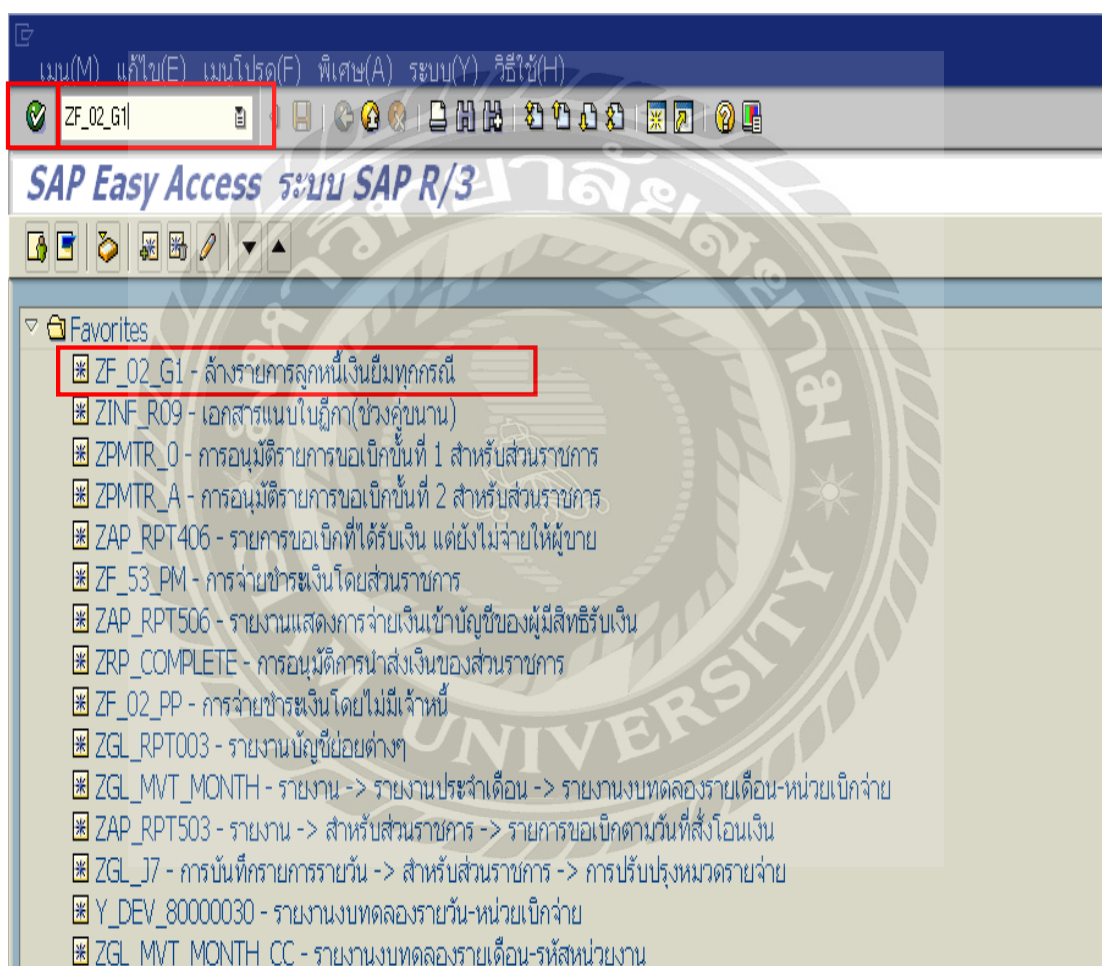 เมนู(M) แก้ไข(E) เมนูโปรด(F) พิเศษ(A) ระบบ(Y) วิธีใช้(H)
ZF_02_G1
SAP Easy Access ระบบ SAP R/3
Favorites
ZF_02_G1 - ล้างรายการลูกหนี้เงินยืมทุกกรณี
ZINF_R09 - เอกสารแนบใบฎีกา(ช่วงคู่ขนาน)
ZPMTR_0 - การอนุมัติรายการขอเบิกขั้นที่ 1 สำหรับส่วนราชการ
ZPMTR_A - การอนุมัติรายการขอเบิกขั้นที่ 2 สำหรับส่วนราชการ
ZAP_RPT406 - รายการขอเบิกที่ได้รับเงิน แต่ยังไม่จ่ายให้ผู้ขาย
ZF_53_PM - การจ่ายชำระเงินโดยส่วนราชการ
ZAP_RPT506 - รายงานแสดงการจ่ายเงินเข้าบัญชีของผู้มีสิทธิรับเงิน
ZRP_COMPLETE - การอนุมัติการนำส่งเงินของส่วนราชการ
ZF_02_PP - การจ่ายชำระเงินโดยไม่มีเจ้าหนี้
ZGL_RPT003 - รายงานบัญชีย่อยต่างๆ
ZGL_MVT_MONTH - รายงาน -> รายงานประจำเดือน -> รายงานงบทดลองรายเดือน-หน่วยเบิกจ่าย
ZAP_RPT503 - รายงาน -> สำหรับส่วนราชการ -> รายการขอเบิกตามวันที่สั่งโอนเงิน
ZGL_J7 - การบันทึกรายการรายวัน -> สำหรับส่วนราชการ -> การปรับปรุงหมวดรายจ่าย
Y_DEV_80000030 - รายงานงบทดลองรายวัน-หน่วยเบิกจ่าย
ZGL_MVT_MONTH_CC - รายงานงบทดลองรายเดือน-รหัสหน่วยงาน
มหาวิทยาลัยสยาม
SIAM UNIVERSITY